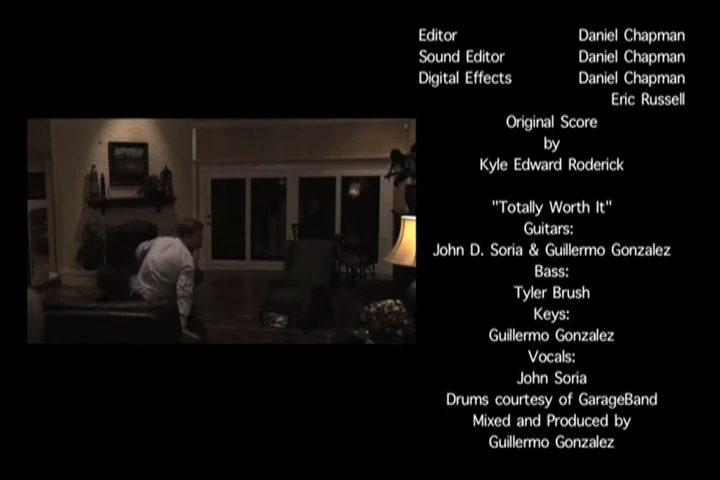 Editor Daniel Chapman
Sound Editor Daniel Chapman
Digital Effects Daniel Chapman
Eric Russell
Original Score
by
Kyle Edward Roderick
"Totally Worth It"
Guitars:
John D. Soria & Guillermo Gonzalez
Bass:
Tyler Brush
Keys:
Guillermo Gonzalez
Vocals:
John Soria
Drums courtesy of GarageBand
Mixed and Produced by
Guillermo Gonzalez